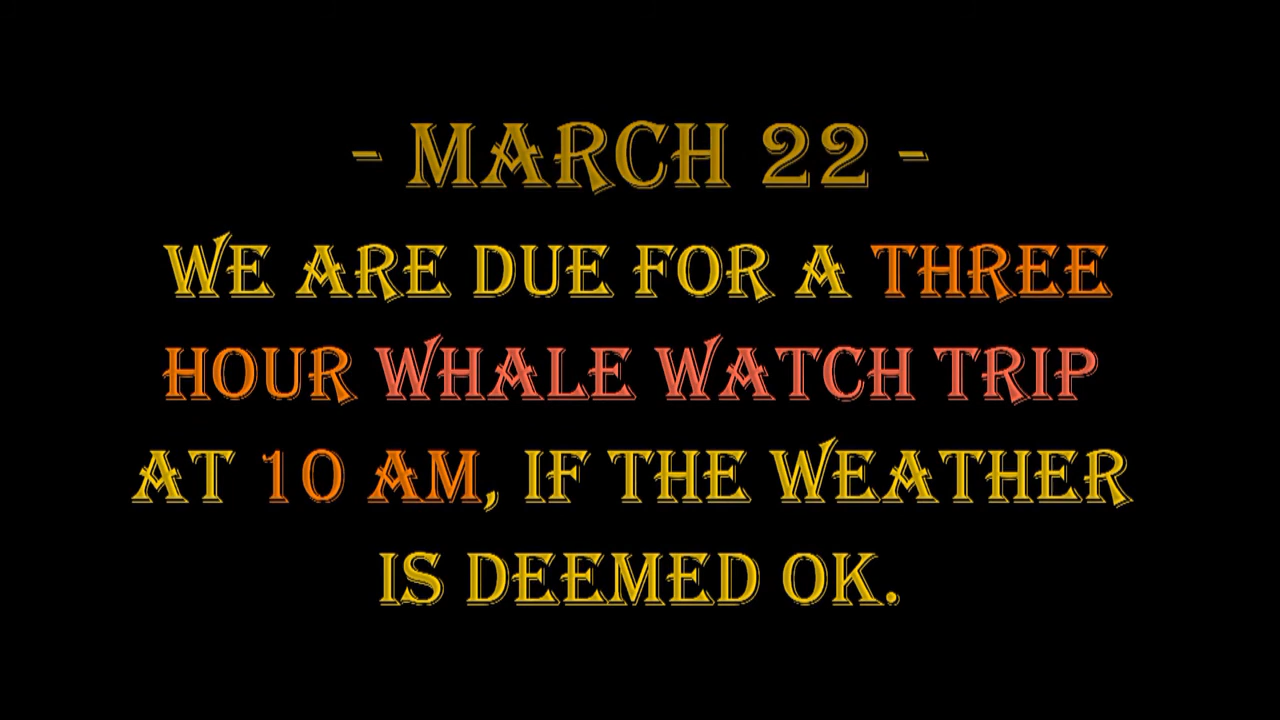 - MARCH 22 -
WE ARE DUE FOR A THREE
HOUR WHALE WATCH TRIP
AT 10 AM, IF THE WEATHER
IS DEEMED OK.